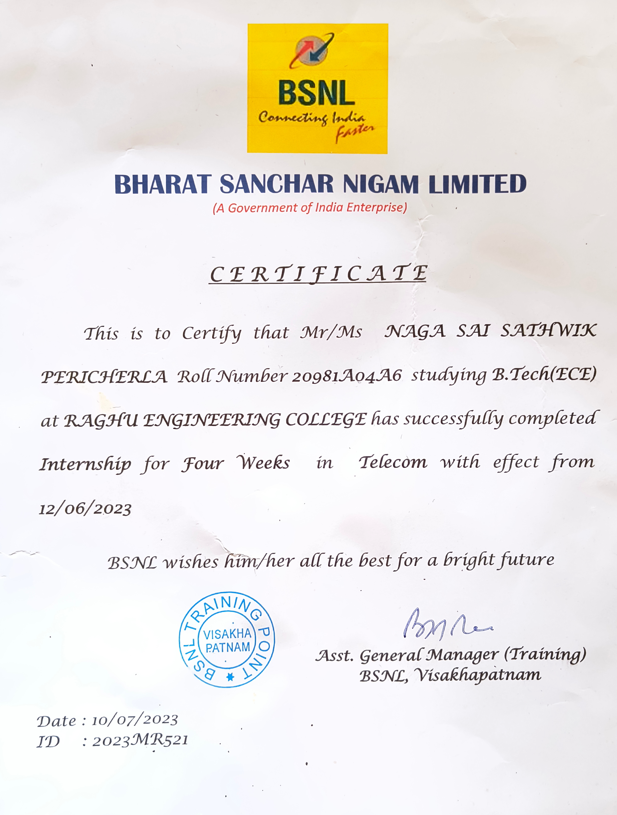 BSNL
Connecting India
Faster
BHARAT SANCHAR NIGAM LIMITED
(A Government of India Enterprise)
CERTIFICATE
This is to Certify that Mr/Ms NAGA SAI SATHWIK
PERICHERLA Roll Number 20981A04A6 studying B.Tech(ECE)
at RAGHU ENGINEERING COLLEGE has successfully completed
Internship for Four Weeks in Telecom with effect from
12/06/2023
BSNL wishes him/her all the best for a bright future
BSNL TRAINING POINT
VISAKHA
PATNAM
Asst. General Manager (Training)
BSNL, Visakhapatnam
Date : 10/07/2023
ID : 2023MR521